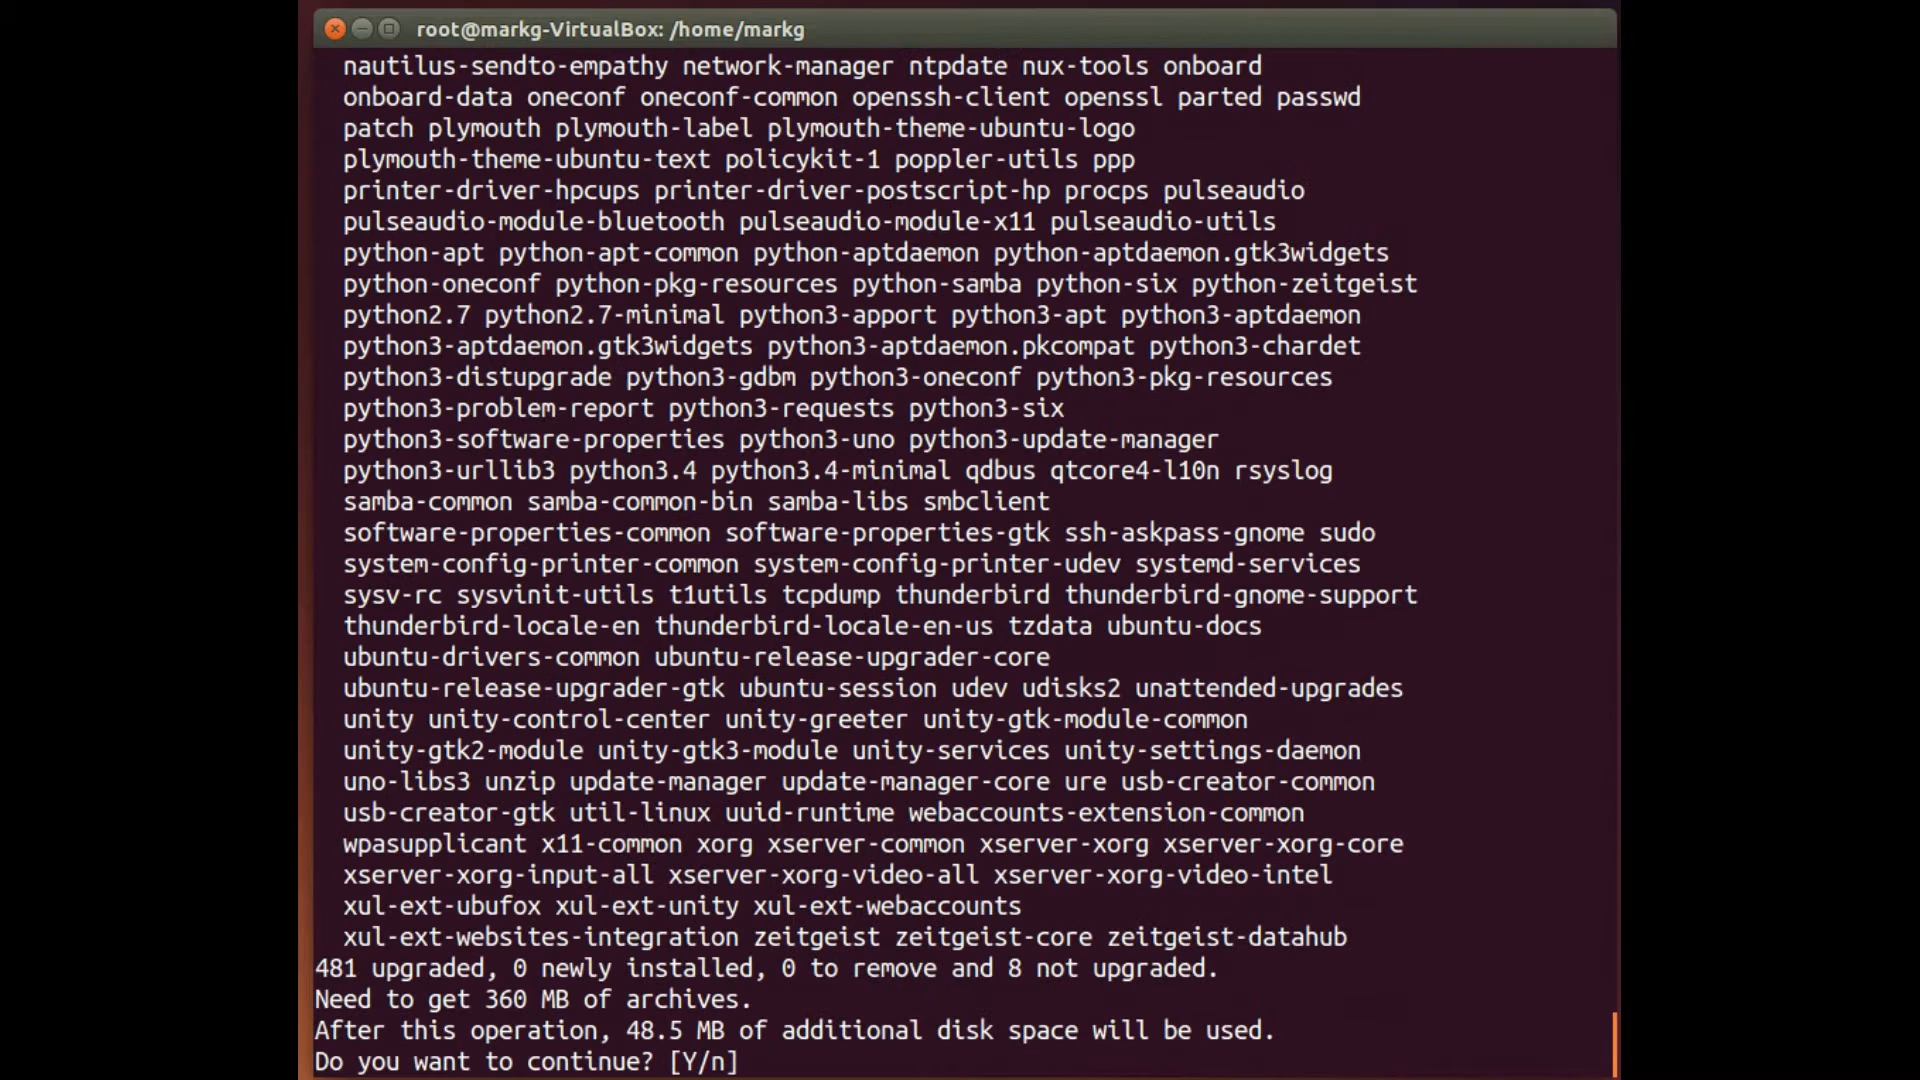 root@markg-VirtualBox: /home/markg
nautilus-sendto-empathy network-manager ntpdate nux-tools onboard
onboard-data oneconf oneconf-common openssh-client openssl parted passwd
patch plymouth plymouth-label plymouth-theme-ubuntu-logo
plymouth-theme-ubuntu-text policykit-1 poppler-utils ppp
printer-driver-hpcups printer-driver-postscript-hp procps pulseaudio
pulseaudio-module-bluetooth pulseaudio-module-x11 pulseaudio-utils
python-apt python-apt-common python-aptdaemon python-aptdaemon.gtk3widgets
python-oneconf python-pkg-resources python-samba python-six python-zeitgeist
python2.7 python2.7-minimal python3-apport python3-apt python3-aptdaemon
python3-aptdaemon.gtk3widgets python3-aptdaemon.pkcompat python3-chardet
python3-distupgrade python3-gdbm python3-oneconf python3-pkg-resources
python3-problem-report python3-requests python3-six
python3-software-properties python3-uno python3-update-manager
python3-urllib3 python3.4 python3.4-minimal qdbus qtcore4-l10n rsyslog
samba-common samba-common-bin samba-libs smbclient
software-properties-common software-properties-gtk ssh-askpass-gnome sudo
system-config-printer-common system-config-printer-udev systemd-services
sysv-rc sysvinit-utils t1utils tcpdump thunderbird thunderbird-gnome-support
thunderbird-locale-en thunderbird-locale-en-us tzdata ubuntu-docs
ubuntu-drivers-common ubuntu-release-upgrader-core
ubuntu-release-upgrader-gtk ubuntu-session udev udisks2 unattended-upgrades
unity unity-control-center unity-greeter unity-gtk-module-common
unity-gtk2-module unity-gtk3-module unity-services unity-settings-daemon
uno-libs3 unzip update-manager update-manager-core ure usb-creator-common
usb-creator-gtk util-linux uuid-runtime webaccounts-extension-common
wpasupplicant x11-common xorg xserver-common xserver-xorg xserver-xorg-core
xserver-xorg-input-all xserver-xorg-video-all xserver-xorg-video-intel
xul-ext-ubufox xul-ext-unity xul-ext-webaccounts
xul-ext-websites-integration zeitgeist zeitgeist-core zeitgeist-datahub
481 upgraded, 0 newly installed, 0 to remove and 8 not upgraded.
Need to get 360 MB of archives.
After this operation, 48.5 MB of additional disk space will be used.
Do you want to continue? [Y/n]